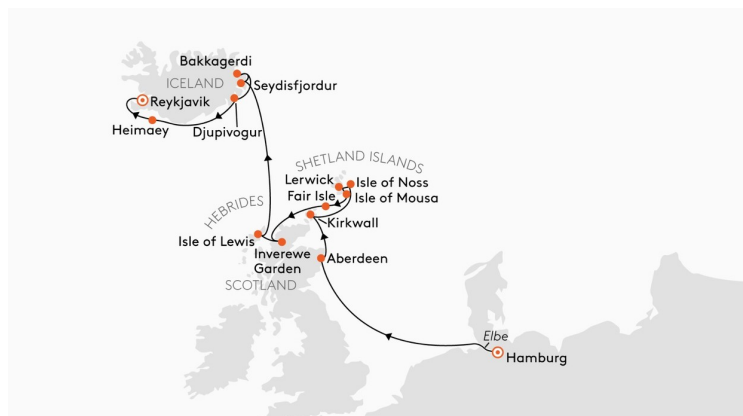 Bakkagerdi
ICELAND
Seydisfjordur
Reykjavik
Heimaey
Djupivogur
SHETLAND ISLANDS
Lerwick
Isle of Noss
Fair Isle
Isle of Mousa
HEBRIDES
Kirkwall
Isle of Lewis
Inverewe
Garden
Aberdeen
SCOTLAND
Elbe
Hamburg